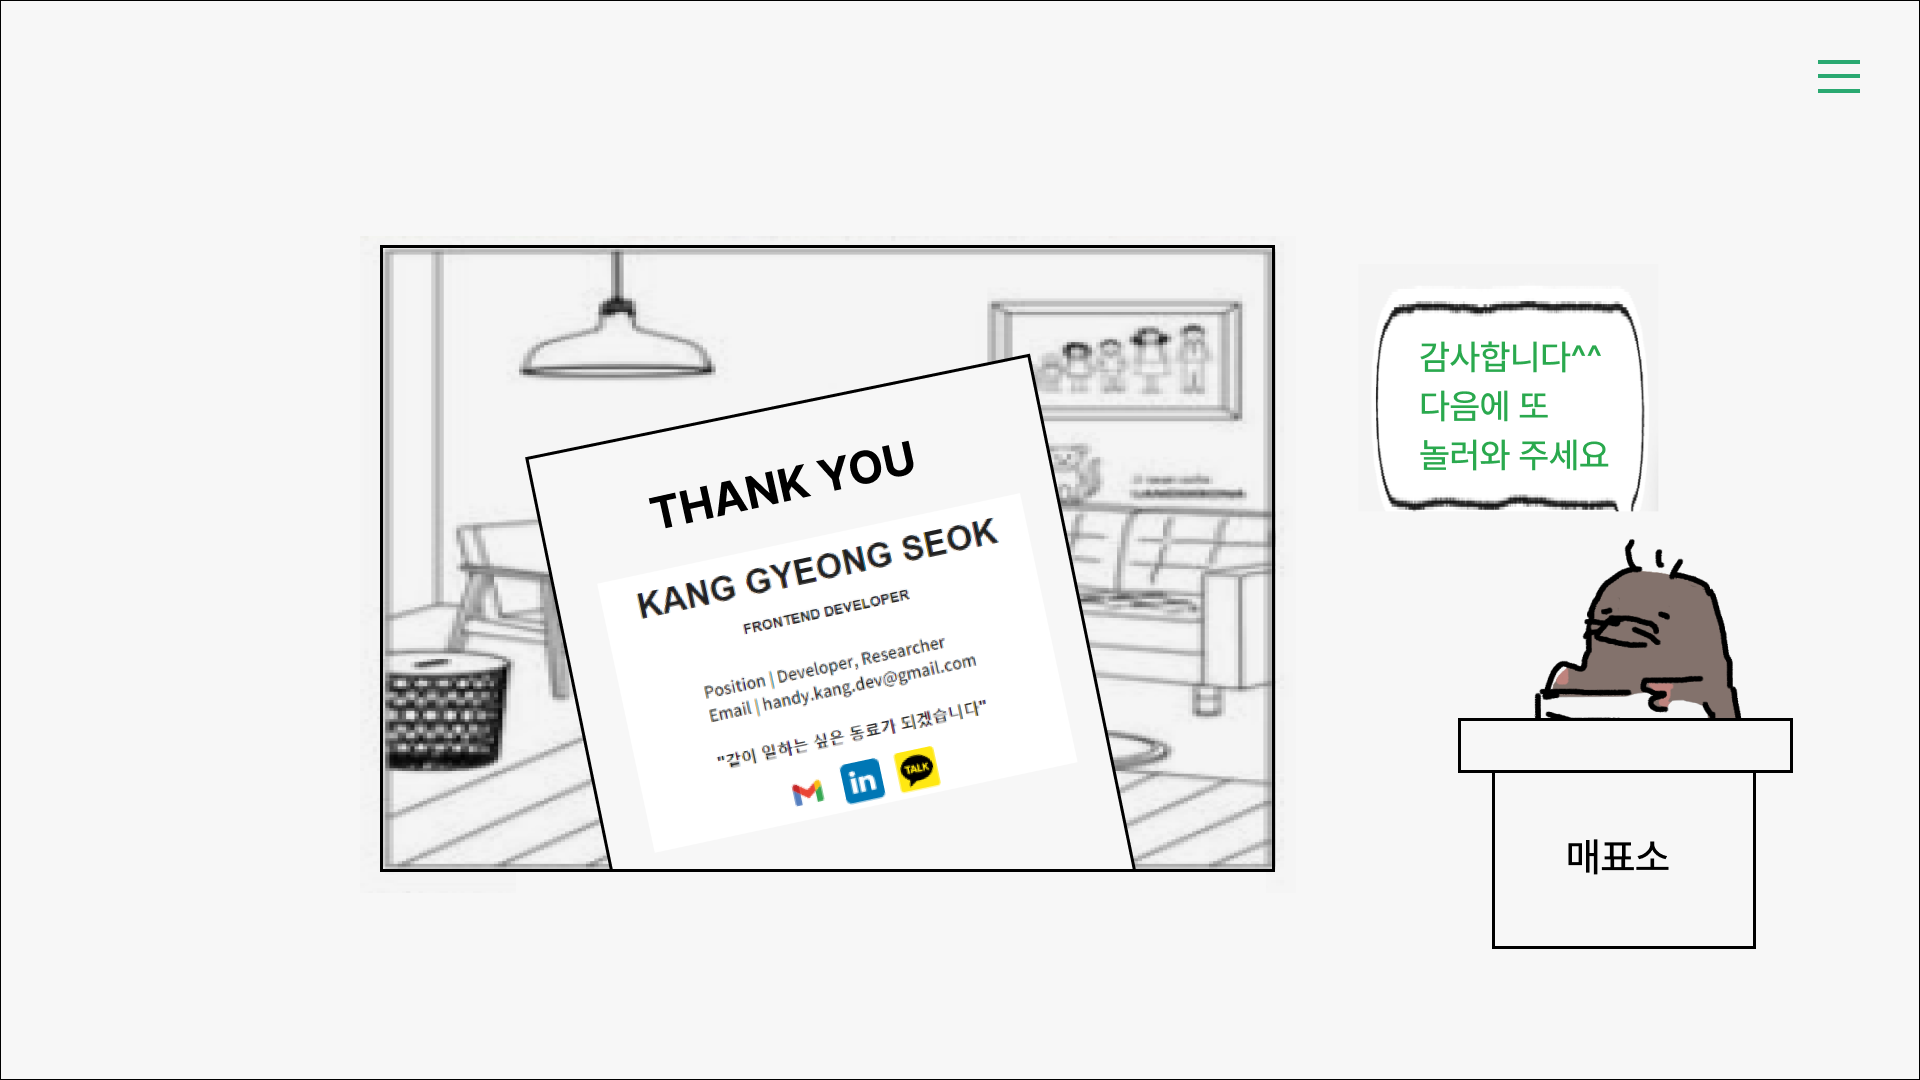 THANK YOU
KANG GYEONG SEOK
FRONTEND DEVELOPER
Position | Developer, Researcher
Email | handy.kang.dev@gmail.com
"같이 일하는 싶은 동료가 되겠습니다"
in
TALK
감사합니다^^
다음에 또
놀러와 주세요
매표소